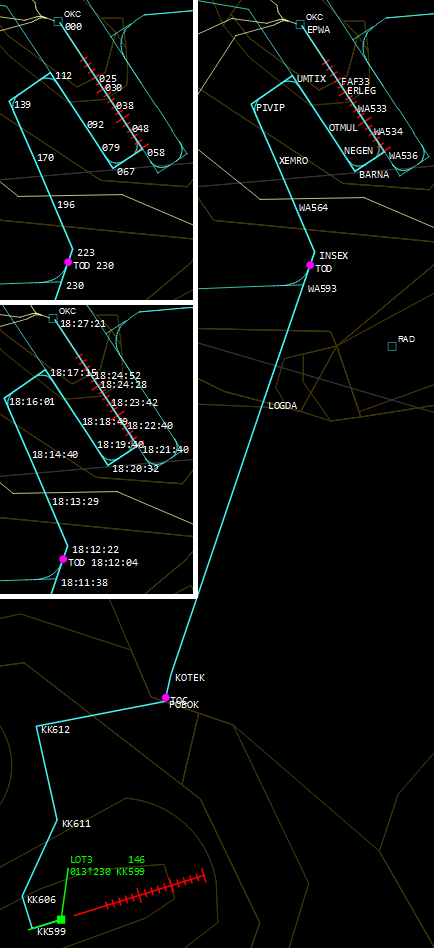 OKC
000
112
025
030
139
038
092
048
079
058
170
067
196
223
TOD 230
230
OKC
EPWA
UMTIX
FAF33
ERLEG
PIVIP
WA533
OTMUL
WA534
NEGEN
WA536
XEMRO
BARNA
WA564
INSEX
TOD
WA593
RAD
LOGDA
OKC
18:27:21
18:17:15
18:24:52
18:24:28
18:16:01
18:23:42
18:22:40
18:19:40
18:21:40
18:14:40
18:20:32
18:13:29
18:12:22
TOD 18:12:04
18:11:38
KOTEK
POBOK
KK612
KK611
LOT3 146
013↑230 KK599
KK606
KK599